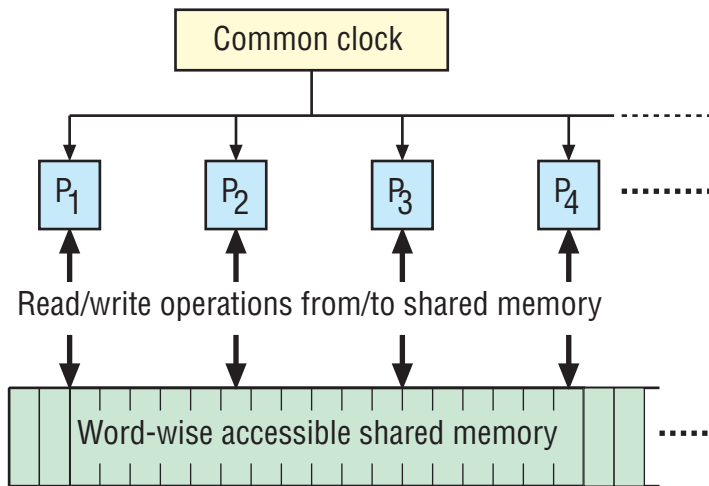 Common clock
P1 P2 P3 P4
Read/write operations from/to shared memory
Word-wise accessible shared memory